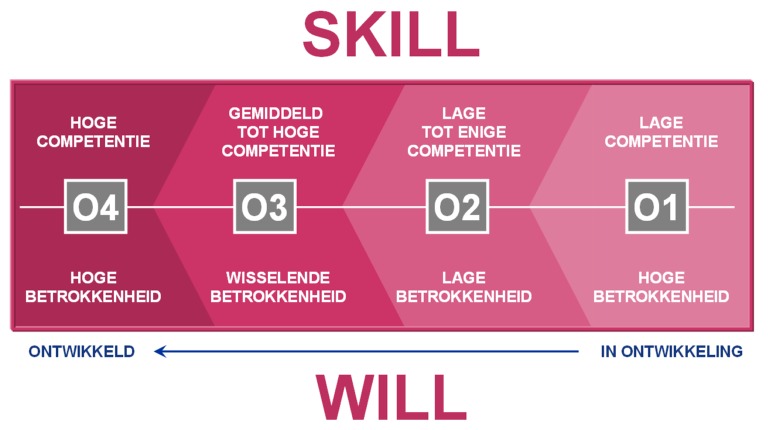 SKILL
HOGE
COMPETENTIE
GEMIDDELD
TOT HOGE
COMPETENTIE
LAGE
TOT ENIGE
COMPETENTIE
LAGE
COMPETENTIE
O4
O3
O2
O1
HOGE
BETROKKENHEID
WISSELENDE
BETROKKENHEID
LAGE
BETROKKENHEID
HOGE
BETROKKENHEID
ONTWIKKELD
IN ONTWIKKELING
WILL